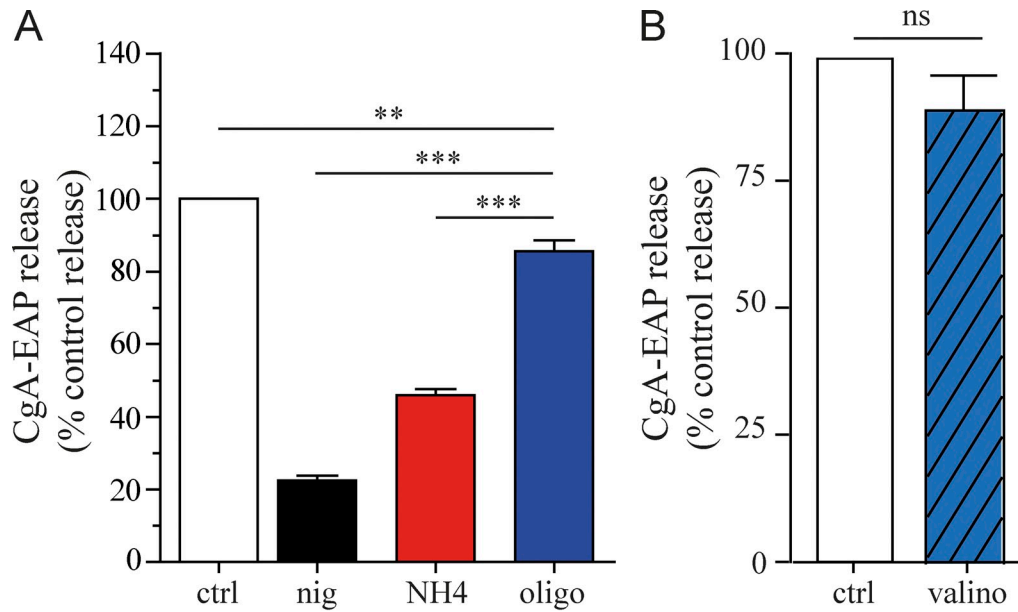 A
CgA-EAP release
(% control release)
140
120
100
80
60
40
20
0
**
***
***
ctrl
nig
NH4
oligo
B
CgA-EAP release
(% control release)
100
75
50
25
0
ns
ctrl
valino